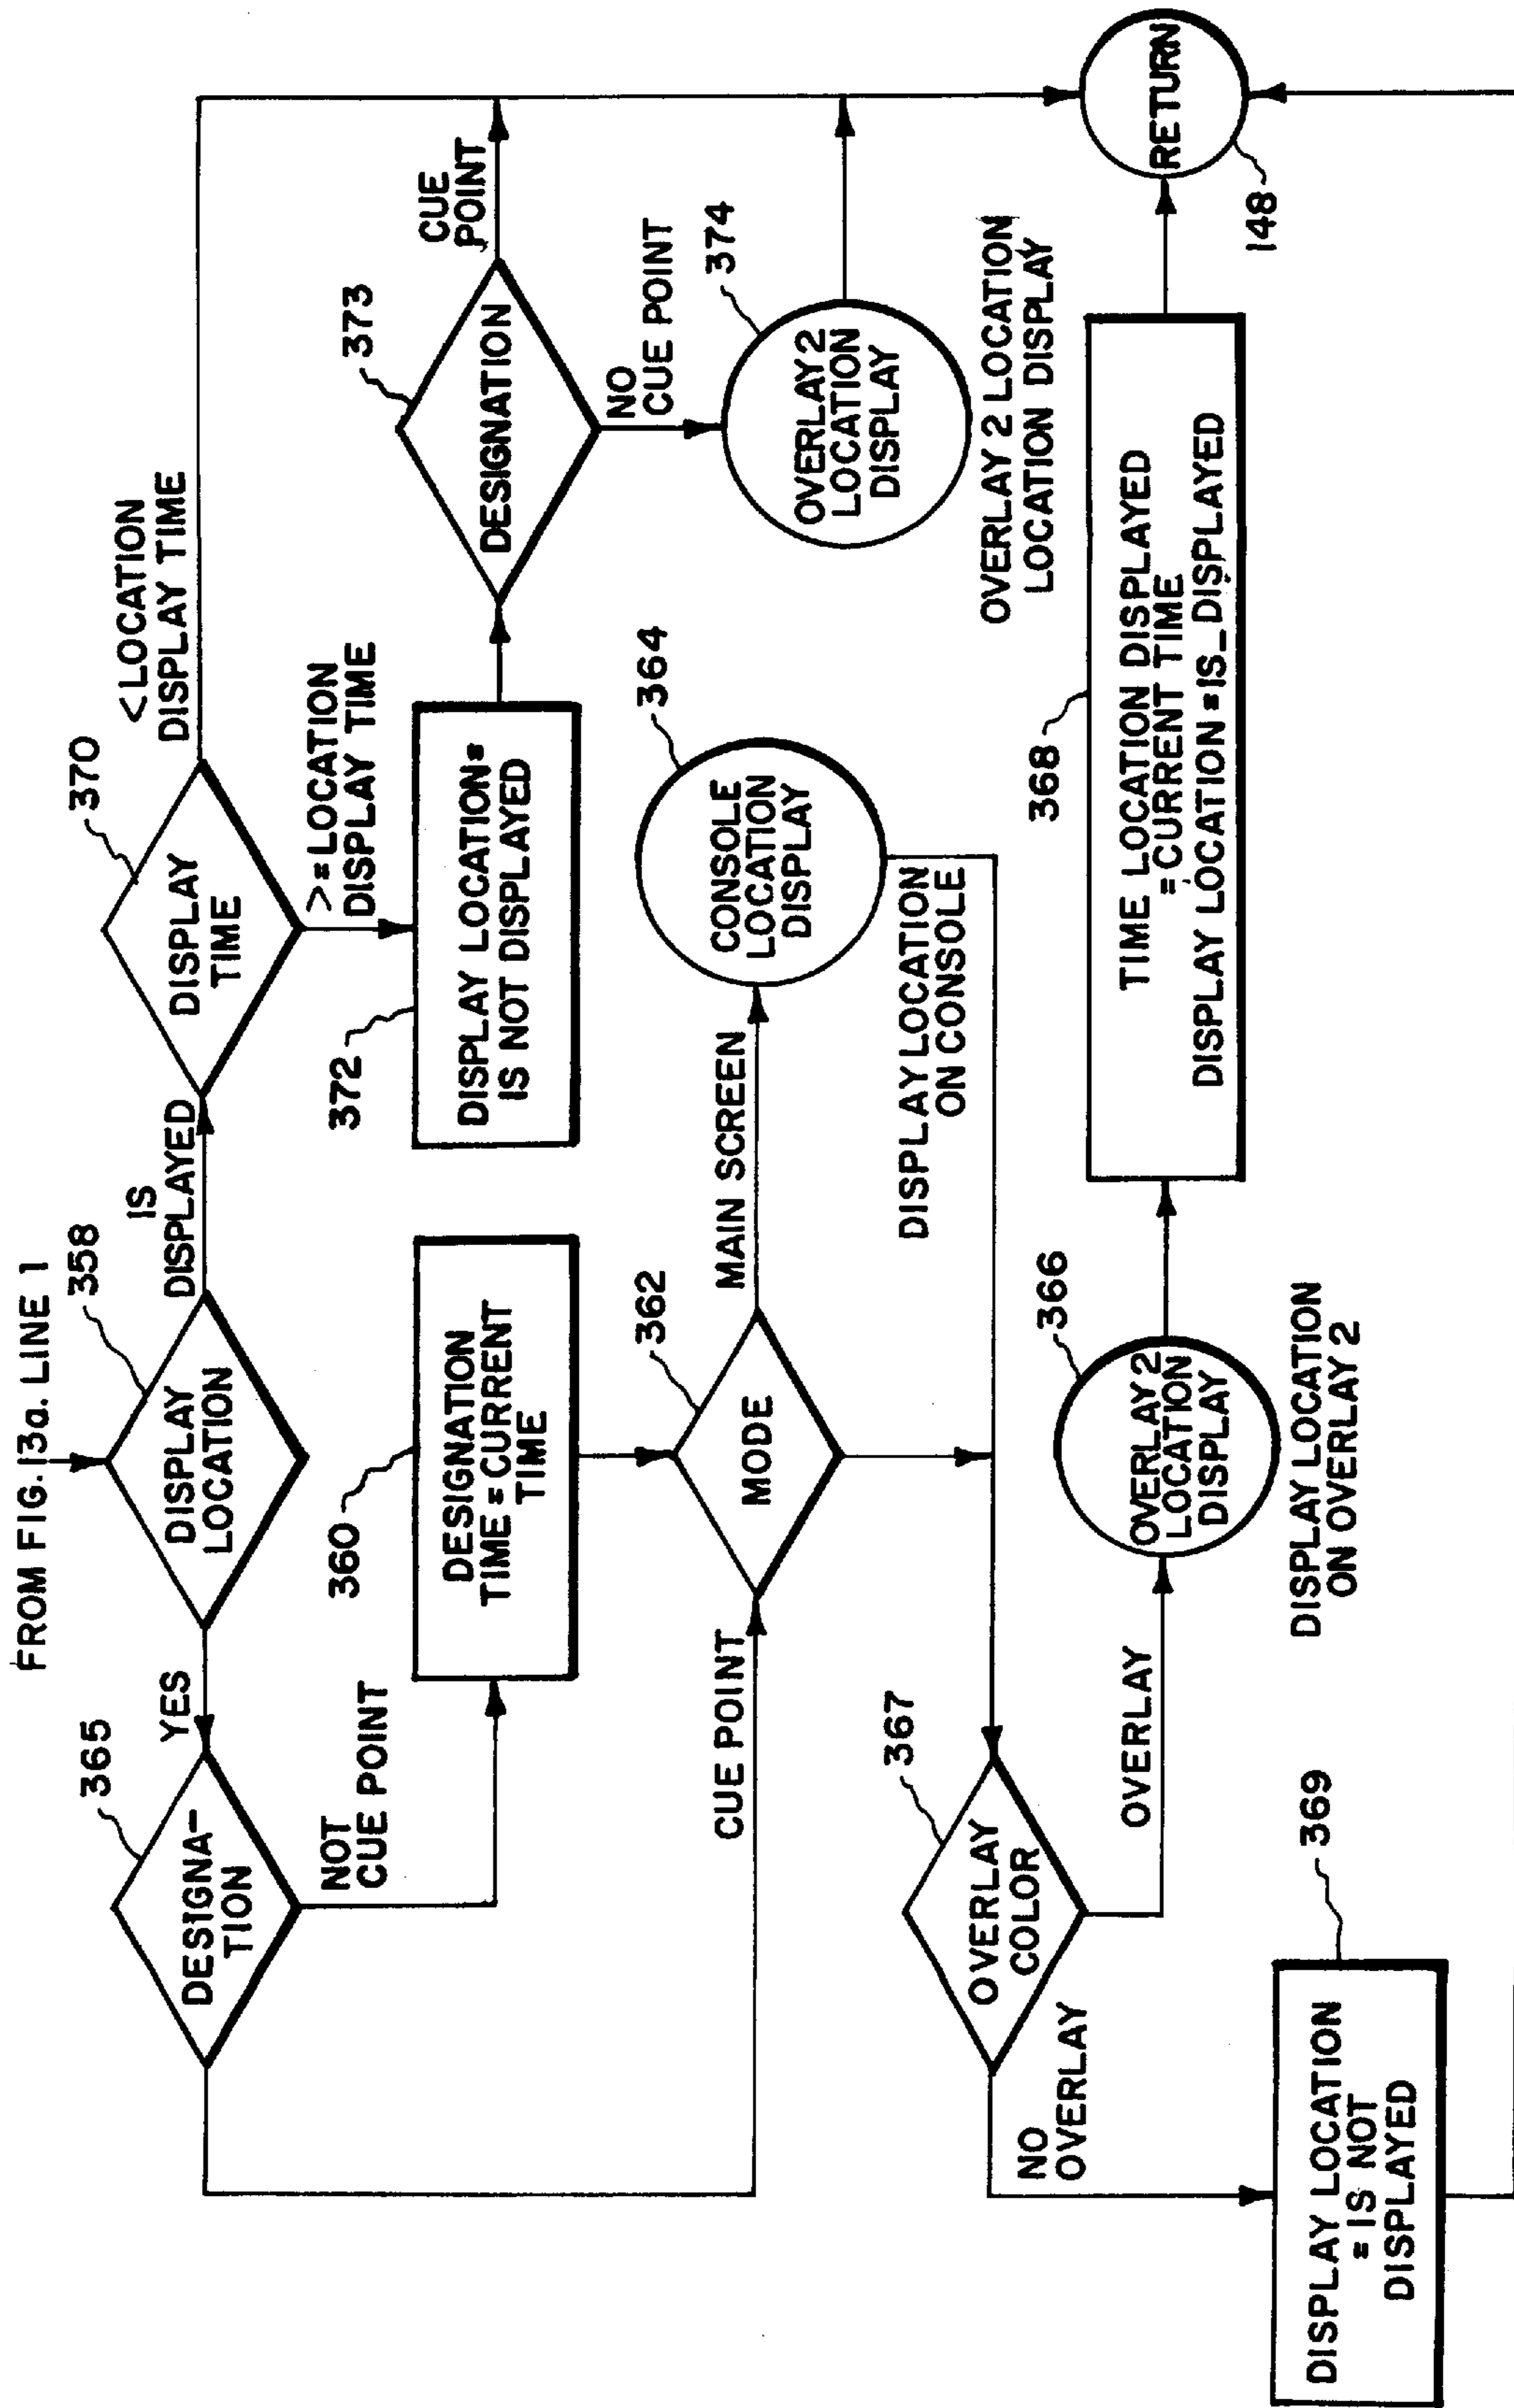 FROM FIG. 13a. LINE 1
365
DESIGNA-
TION
YES
358
DISPLAY
LOCATION
IS
DISPLAYED
370
DISPLAY
TIME
<LOCATION
DISPLAY TIME
NOT
CUE POINT
360
DESIGNATION
TIME = CURRENT
TIME
>=LOCATION
DISPLAY TIME
372
DISPLAY LOCATION=
IS NOT DISPLAYED
373
DESIGNATION
CUE
POINT
NO
CUE POINT
CUE POINT
362
MODE
MAIN SCREEN
364
CONSOLE
LOCATION
DISPLAY
374
OVERLAY 2
LOCATION
DISPLAY
DISPLAY LOCATION
ON CONSOLE
OVERLAY 2 LOCATION
LOCATION DISPLAY
367
OVERLAY
COLOR
NO
OVERLAY
OVERLAY
366
OVERLAY 2
LOCATION
DISPLAY
DISPLAY LOCATION
ON OVERLAY 2
368
TIME LOCATION DISPLAYED
=CURRENT TIME
DISPLAY LOCATION = IS_DISPLAYED
RETURN
148
369
DISPLAY LOCATION
= IS NOT
DISPLAYED